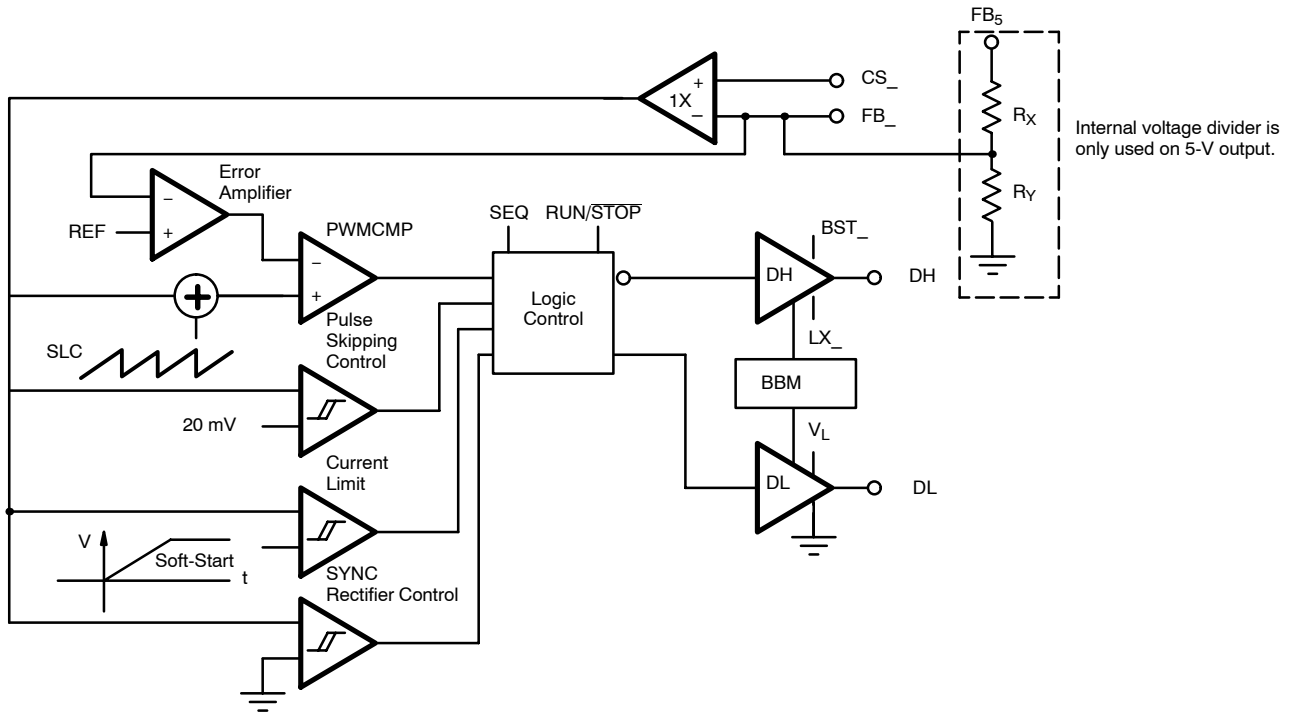 FB5
CS_
1X
+
−
FB_
RX
Internal voltage divider is
only used on 5-V output.
RY
Error
Amplifier
−
REF
+
PWMCMP
SEQ
RUN/STOP
BST_
−
+
+
DH
DH
Logic
Control
LX_
Pulse
Skipping
Control
SLC
BBM
20 mV
VL
Current
Limit
DL
DL
V
Soft-Start
t
SYNC
Rectifier Control